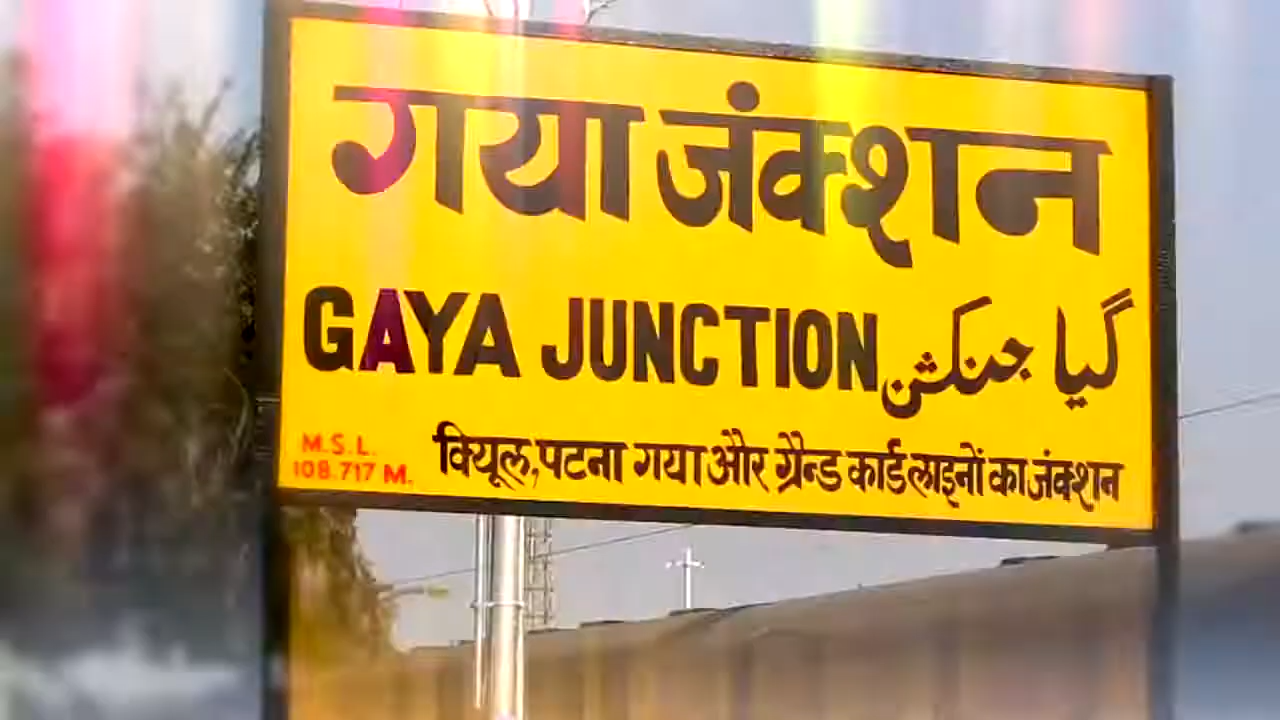 गया जंक्शन
GAYA JUNCTION گیا جنکشن
M.S.L.
108.717 M.
कियूल, पटना गया और ग्रैन्ड कार्ड लाइनों का जंक्शन